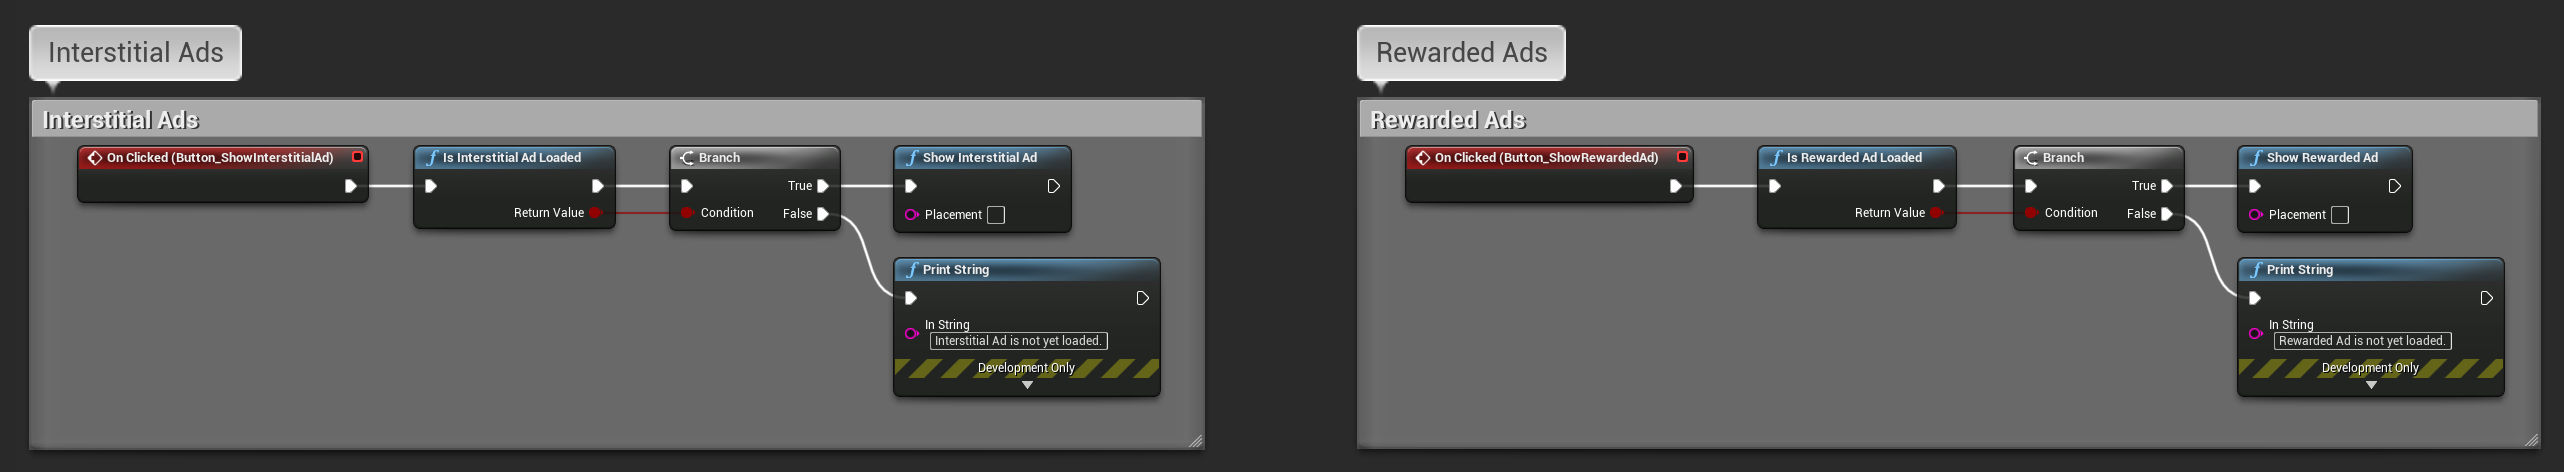 Interstitial Ads
Interstitial Ads
On Clicked (Button_ShowInterstitialAd)
Is Interstitial Ad Loaded
Return Value
Branch
True
Condition
False
Show Interstitial Ad
Placement
Print String
In String
Interstitial Ad is not yet loaded.
Development Only
Rewarded Ads
Rewarded Ads
On Clicked (Button_ShowRewardedAd)
Is Rewarded Ad Loaded
Return Value
Branch
True
Condition
False
Show Rewarded Ad
Placement
Print String
In String
Rewarded Ad is not yet loaded.
Development Only